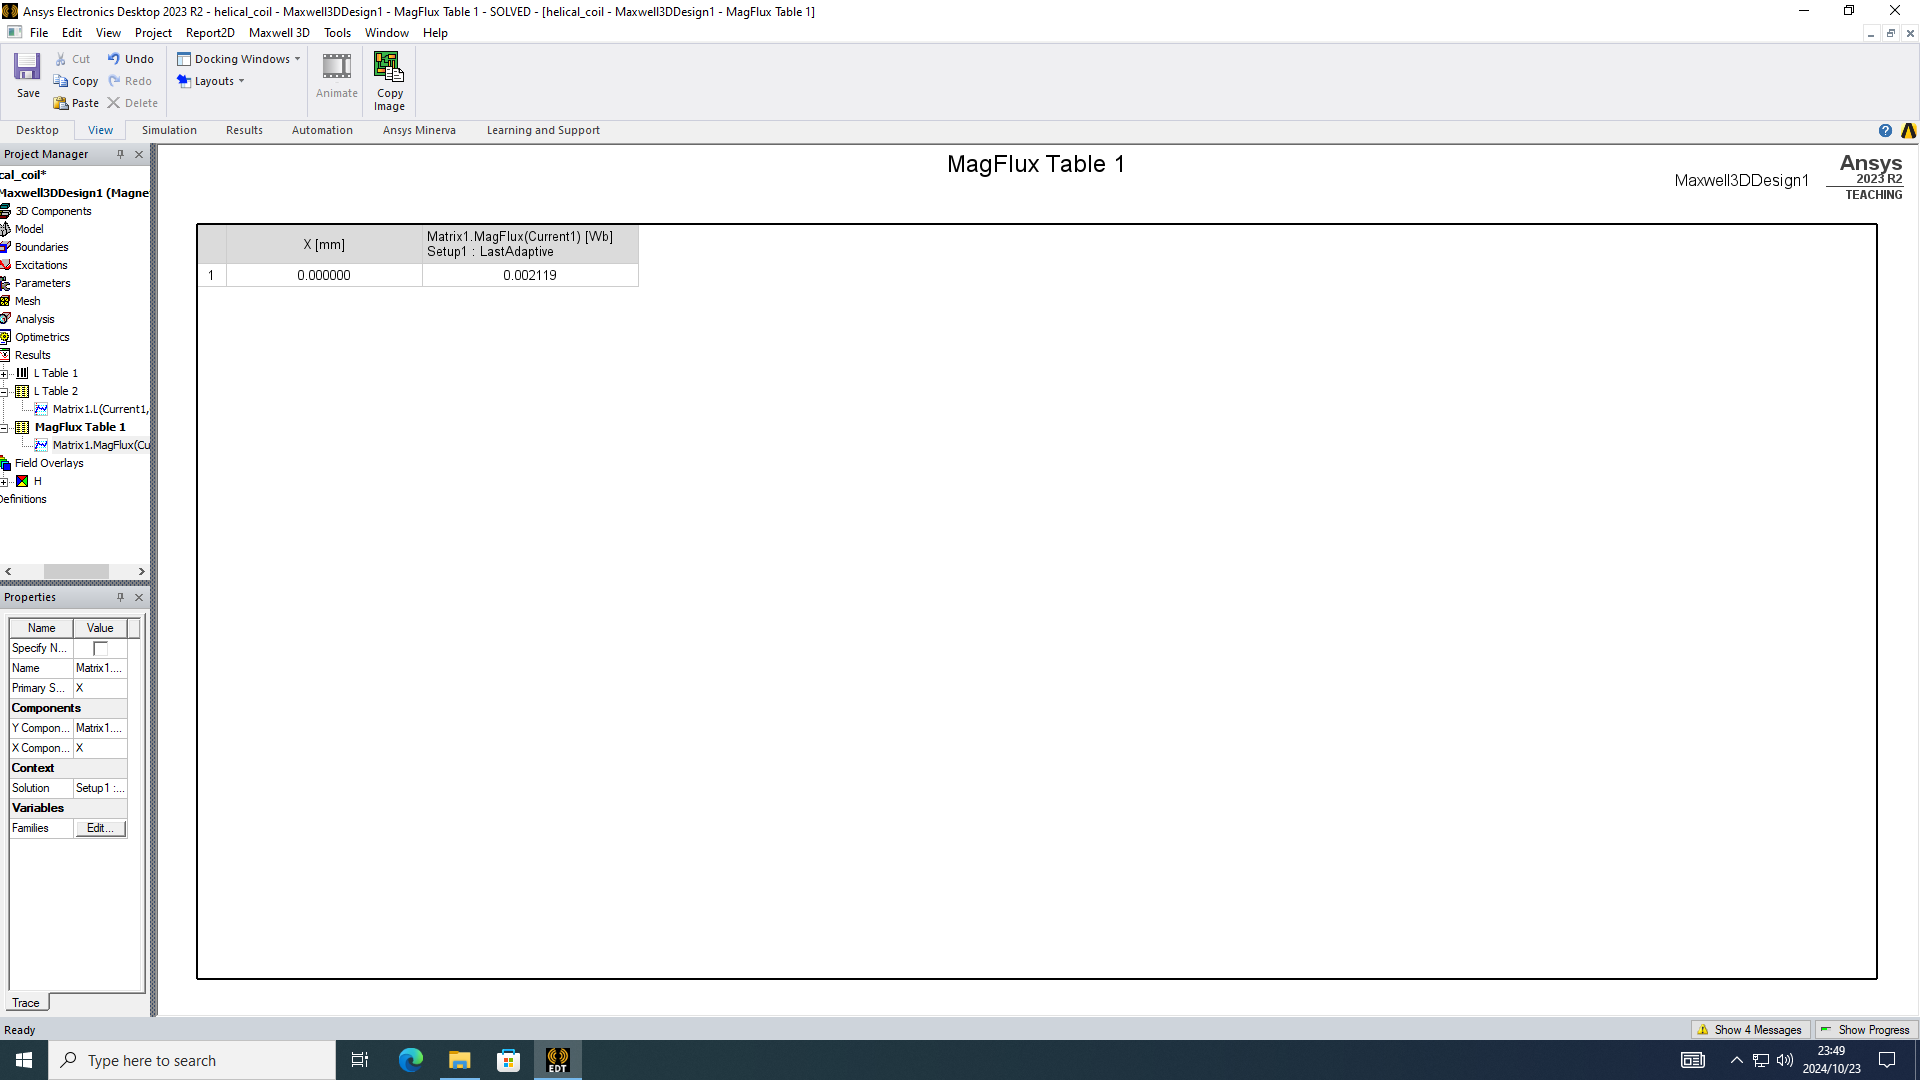 Ansys Electronics Desktop 2023 R2 - helical_coil - Maxwell3DDesign1 - MagFlux Table 1 - SOLVED - [helical_coil - Maxwell3DDesign1 - MagFlux Table 1]
File Edit View Project Report2D Maxwell 3D Tools Window Help
Save
Cut
Copy
Paste
Undo
Redo
Delete
Docking Windows
Layouts
Animate
Copy
Image
Desktop View Simulation Results Automation Ansys Minerva Learning and Support
Project Manager
cal_coil*
Maxwell3DDesign1 (Magne
3D Components
Model
Boundaries
Excitations
Parameters
Mesh
Analysis
Optimetrics
Results
L Table 1
L Table 2
Matrix1.L(Current1,
MagFlux Table 1
Matrix1.MagFlux(Cu
Field Overlays
H
Definitions
Properties
Name Value
Specify N...
Name Matrix1....
Primary S... X
Components
Y Compon... Matrix1....
X Compon... X
Context
Solution Setup1 :...
Variables
Families Edit...
Trace
MagFlux Table 1
Maxwell3DDesign1
Ansys
2023 R2
TEACHING
X [mm]
Matrix1.MagFlux(Current1) [Wb]
Setup1 : LastAdaptive
1 0.000000 0.002119
Ready
Show 4 Messages
Show Progress
Type here to search
EDT
23:49
2024/10/23